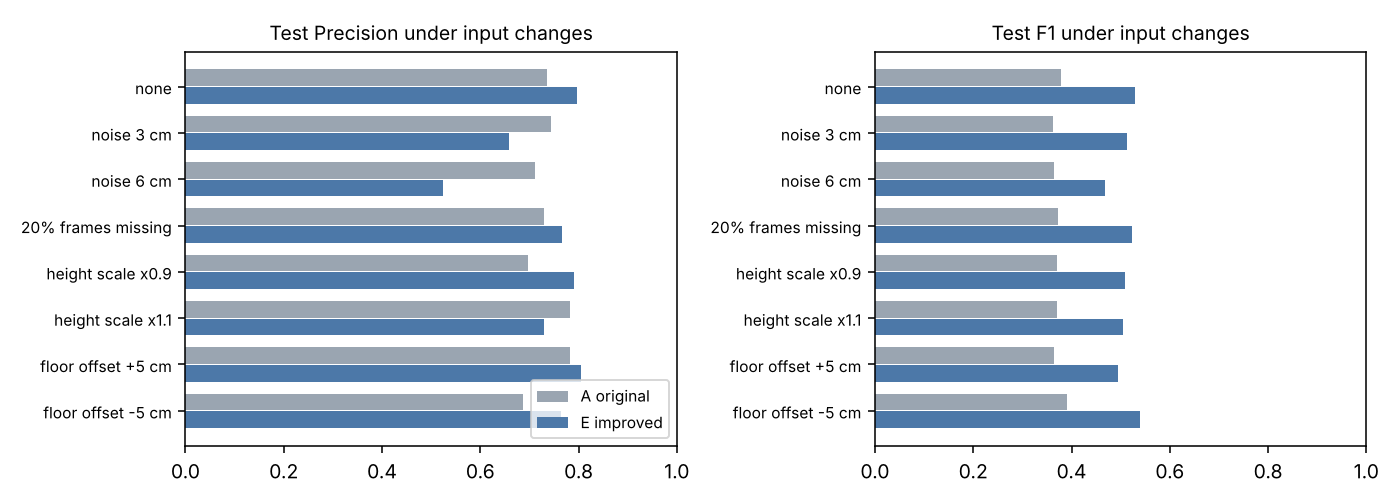 Test Precision under input changes
none
noise 3 cm
noise 6 cm
20% frames missing
height scale x0.9
height scale x1.1
floor offset +5 cm
floor offset -5 cm
A original
E improved
0.0 0.2 0.4 0.6 0.8 1.0
Test F1 under input changes
none
noise 3 cm
noise 6 cm
20% frames missing
height scale x0.9
height scale x1.1
floor offset +5 cm
floor offset -5 cm
0.0 0.2 0.4 0.6 0.8 1.0